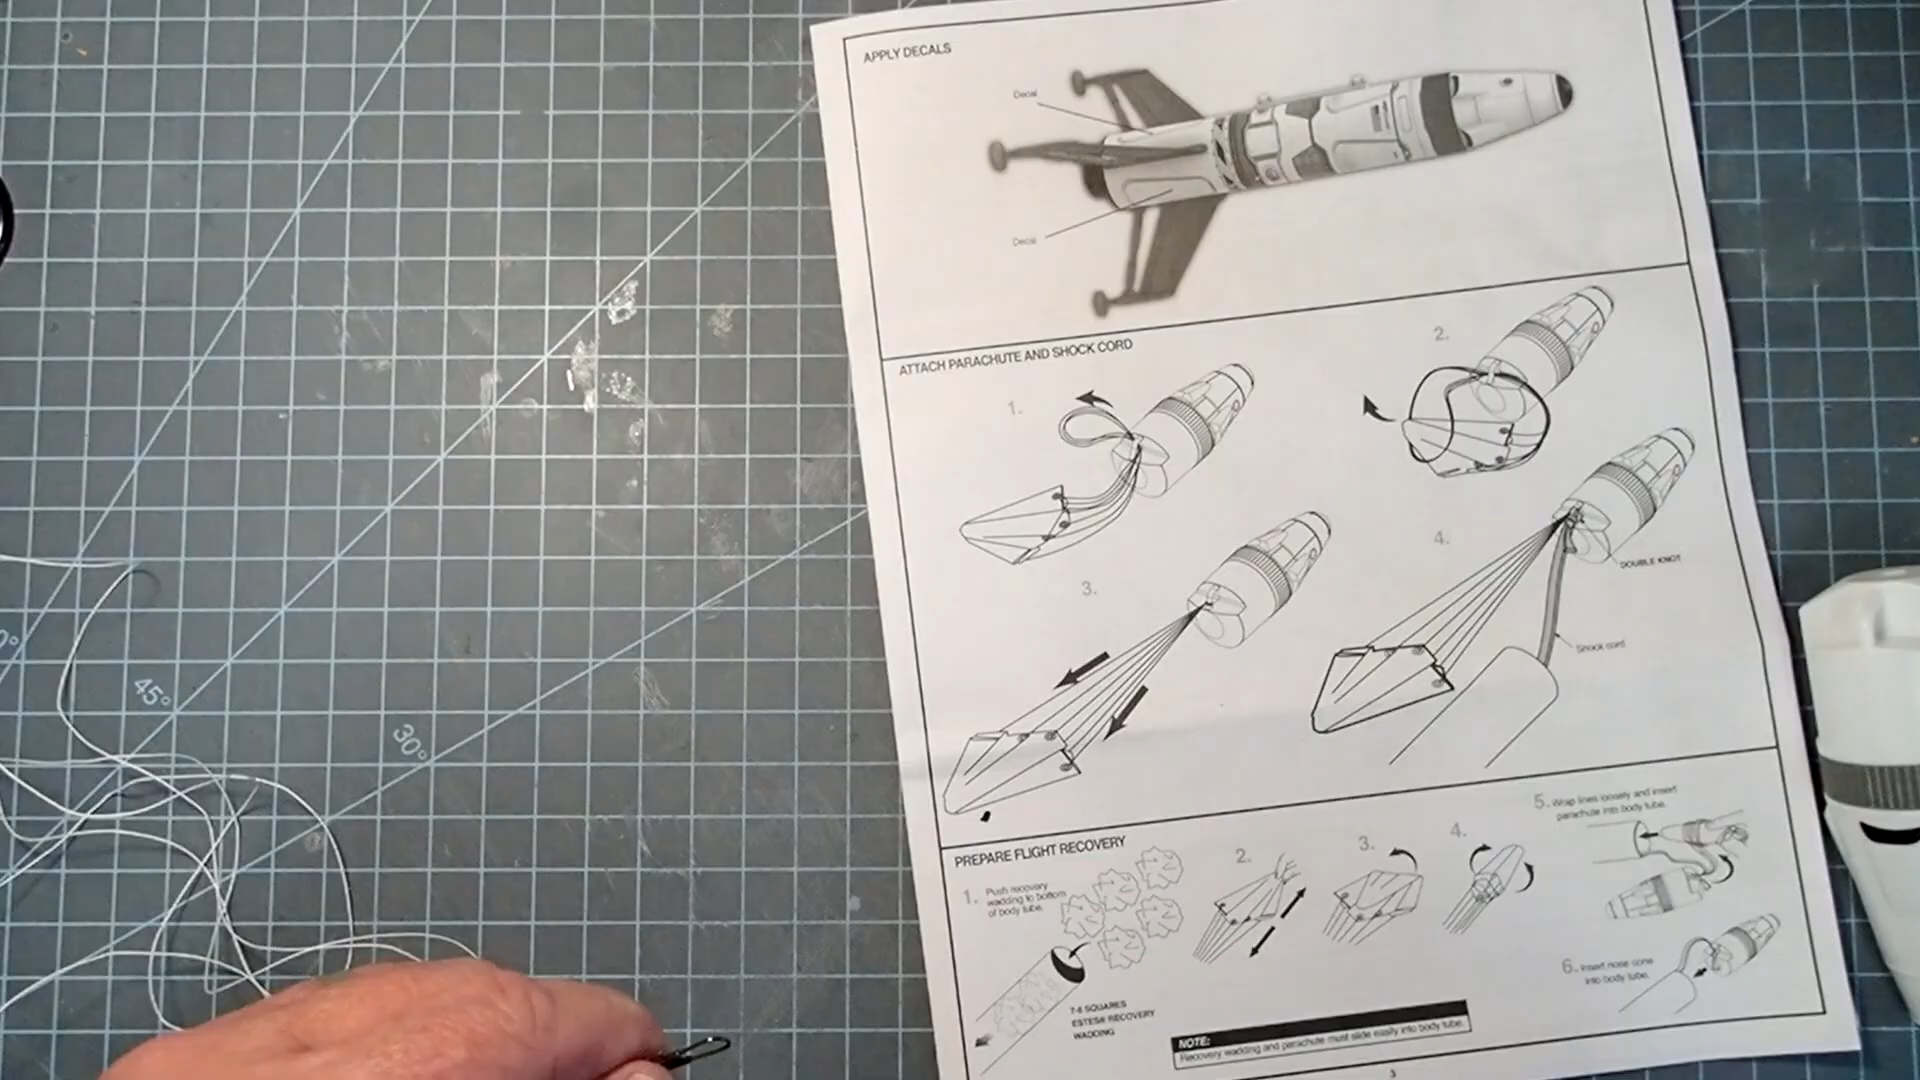 APPLY DECALS
Decal
Decal
ATTACH PARACHUTE AND SHOCK CORD
1.
2.
3.
4.
DOUBLE KNOT
Shock cord
PREPARE FLIGHT RECOVERY
1. Push recovery
wadding to bottom
of body tube.
7-8 SQUARES
ESTES® RECOVERY
WADDING
2.
3.
4.
5. Wrap lines loosely and insert
parachute into body tube.
6. Insert nose cone
into body tube.
NOTE:
Recovery wadding and parachute must slide easily into body tube.
3
0°
45°
30°